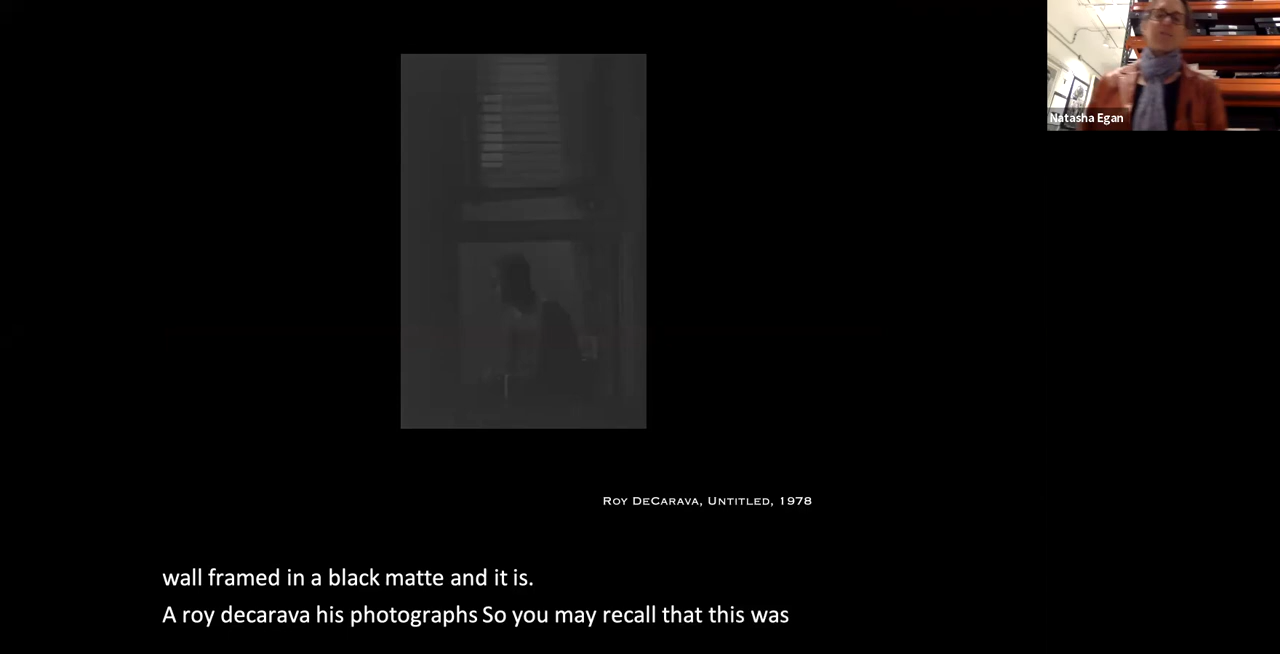 Natasha Egan
Roy DeCarava, Untitled, 1978
wall framed in a black matte and it is.
A roy decarava his photographs So you may recall that this was